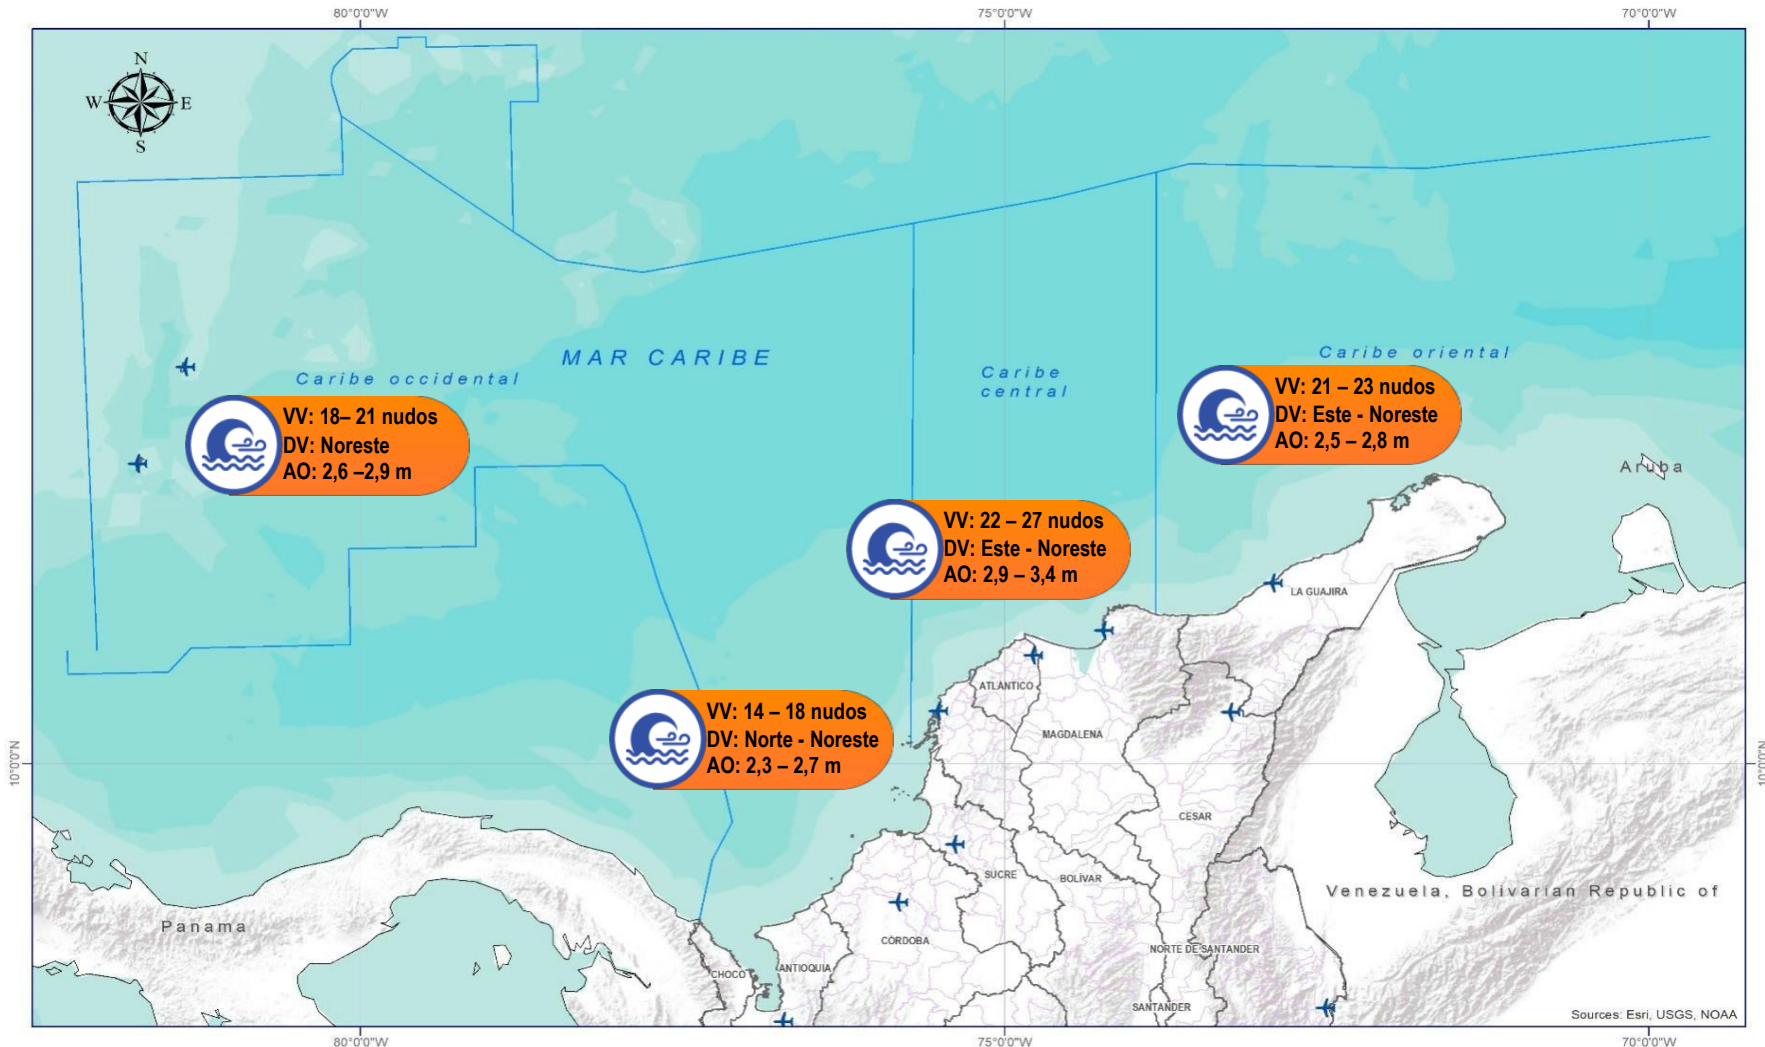 80°0'0"W
75°0'0"W
70°0'0"W
N
W
E
S
MAR CARIBE
Caribe occidental
Caribe
central
Caribe oriental
VV: 18– 21 nudos
DV: Noreste
AO: 2,6 –2,9 m
VV: 21 – 23 nudos
DV: Este - Noreste
AO: 2,5 – 2,8 m
Aruba
VV: 22 – 27 nudos
DV: Este - Noreste
AO: 2,9 – 3,4 m
LA GUAJIRA
ATLÁNTICO
VV: 14 – 18 nudos
DV: Norte - Noreste
AO: 2,3 – 2,7 m
MAGDALENA
10°0'0"N
10°0'0"N
CESAR
SUCRE
BOLÍVAR
Venezuela, Bolivarian Republic of
Panama
CÓRDOBA
NORTE DE SANTANDER
CHOCO
ANTIOQUIA
SANTANDER
Sources: Esri, USGS, NOAA
80°0'0"W
75°0'0"W
70°0'0"W